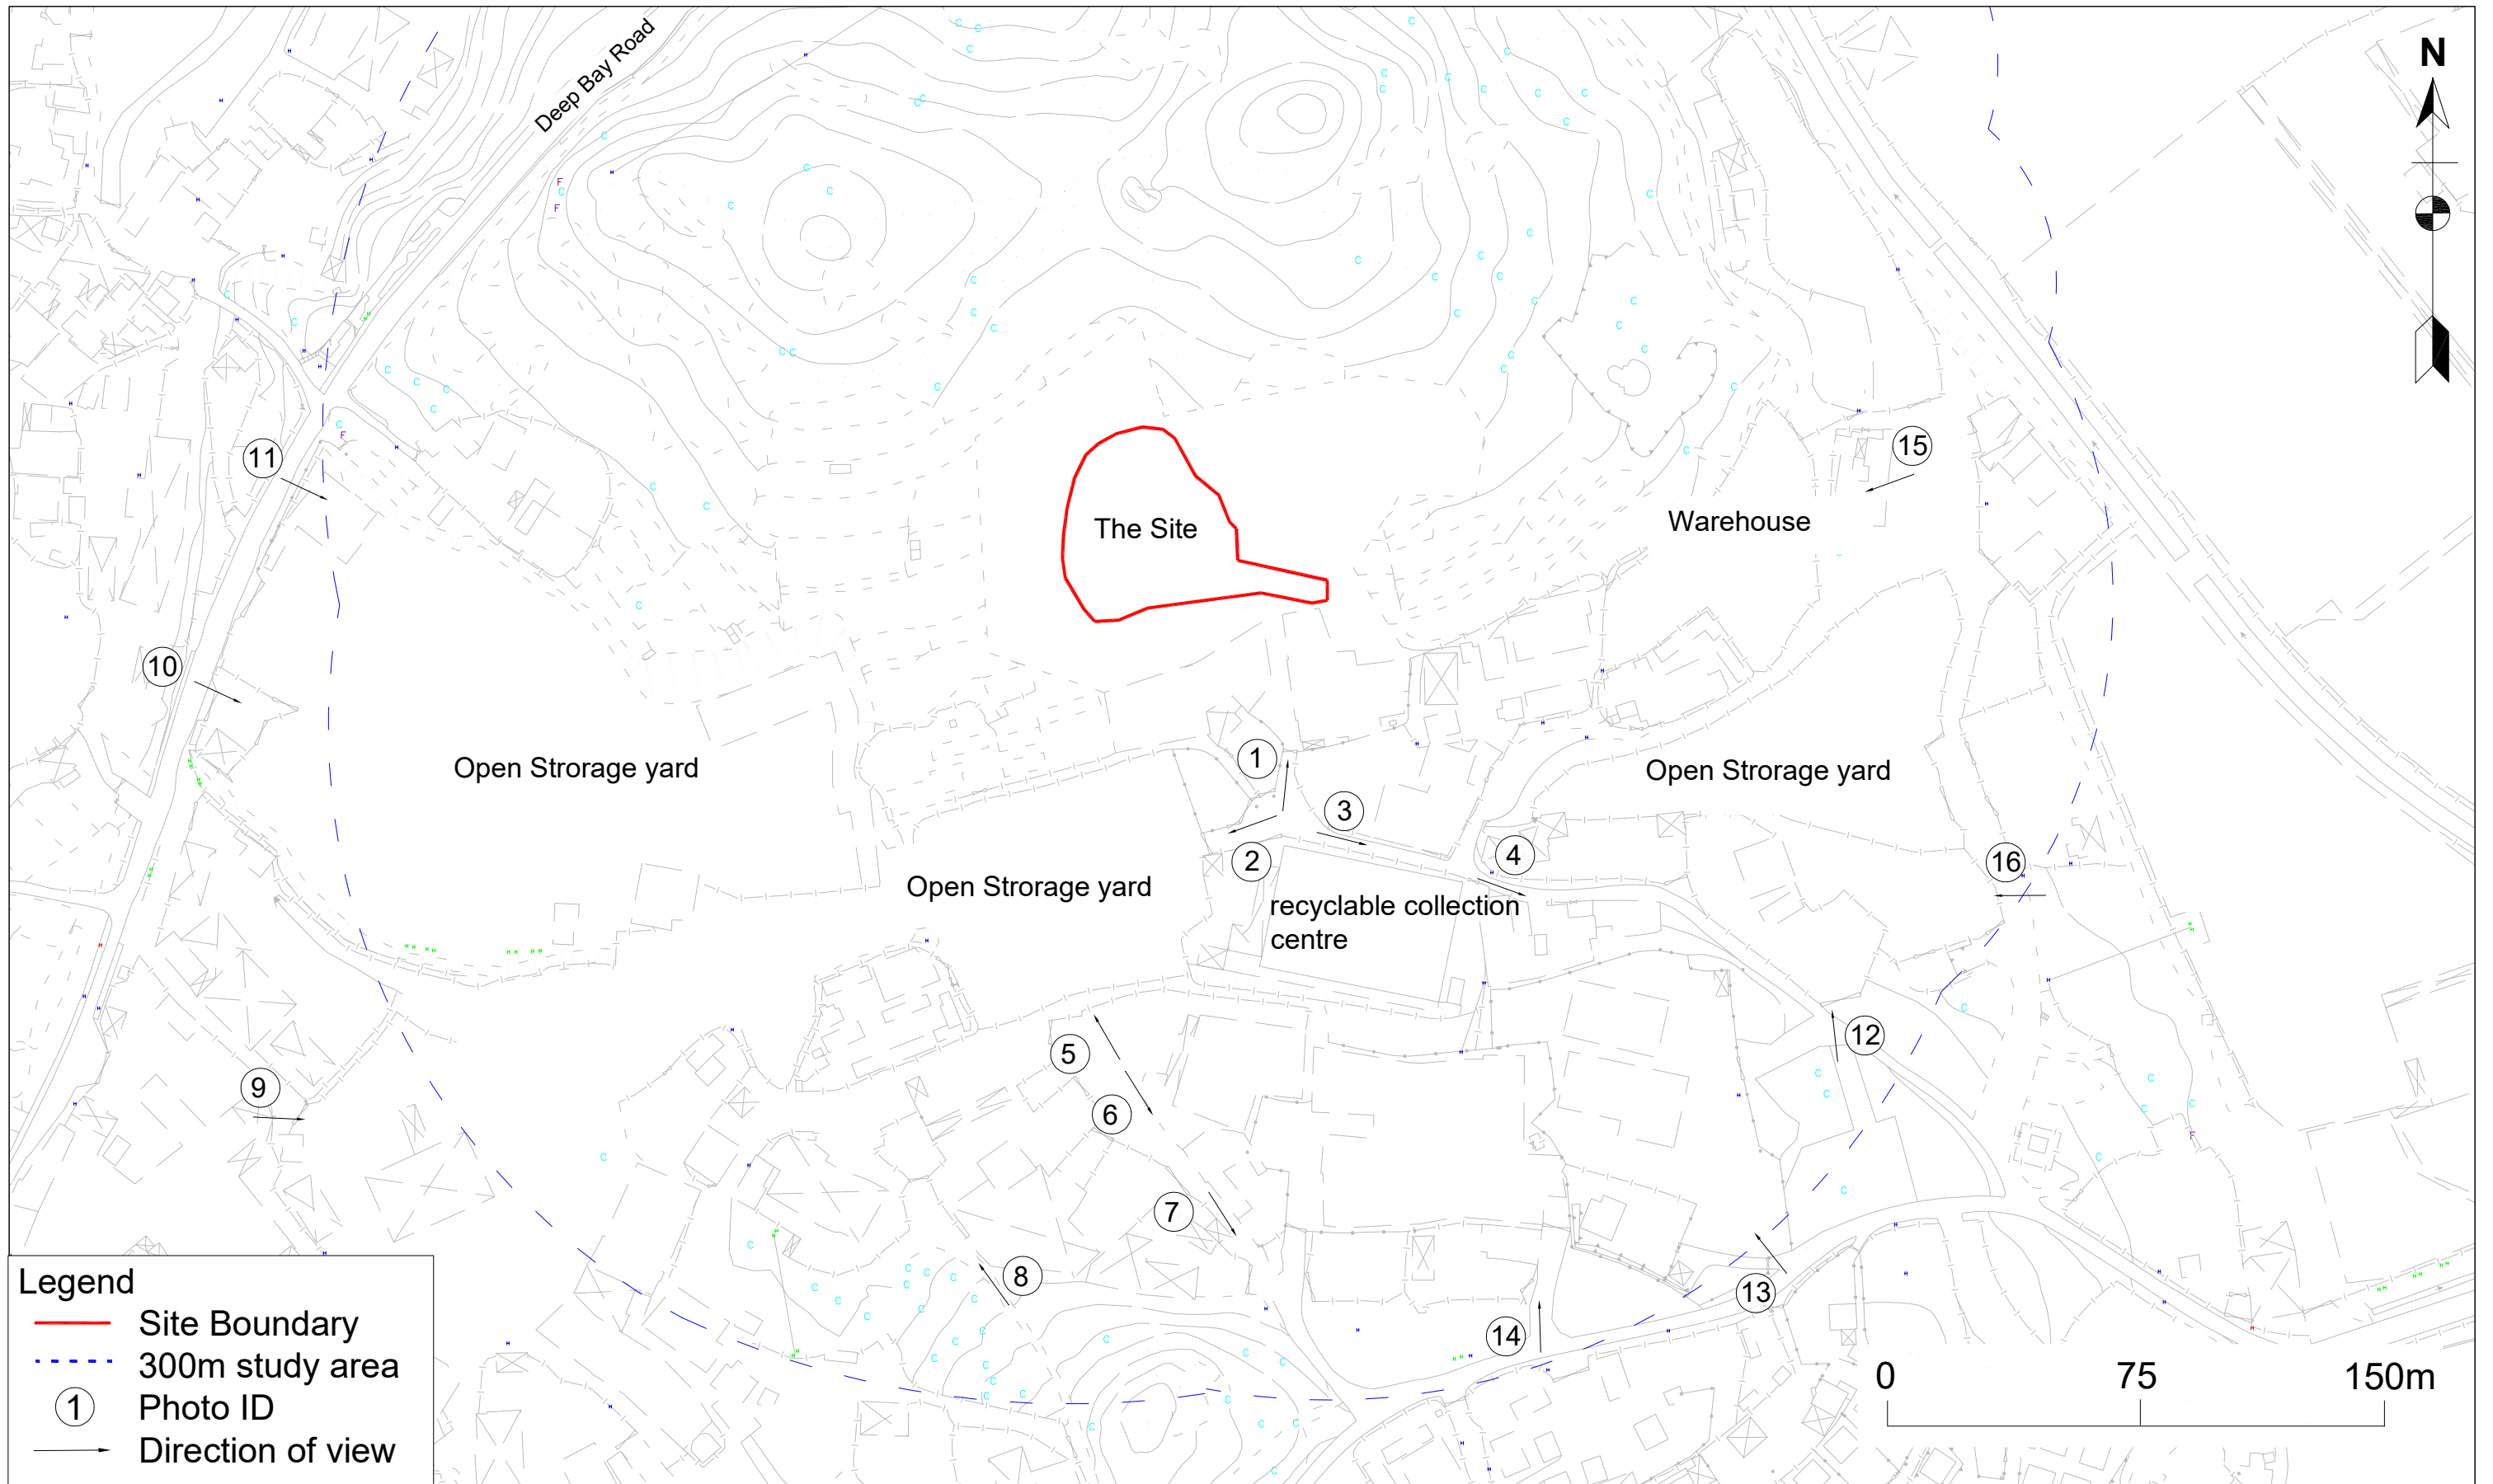 Deep Bay Road
N
11
15
The Site
Warehouse
10
Open Strorage yard
1
Open Strorage yard
3
2
4
16
Open Strorage yard
recyclable collection
centre
12
5
9
6
7
8
13
14
Legend
Site Boundary
300m study area
1 Photo ID
Direction of view
0 75 150m